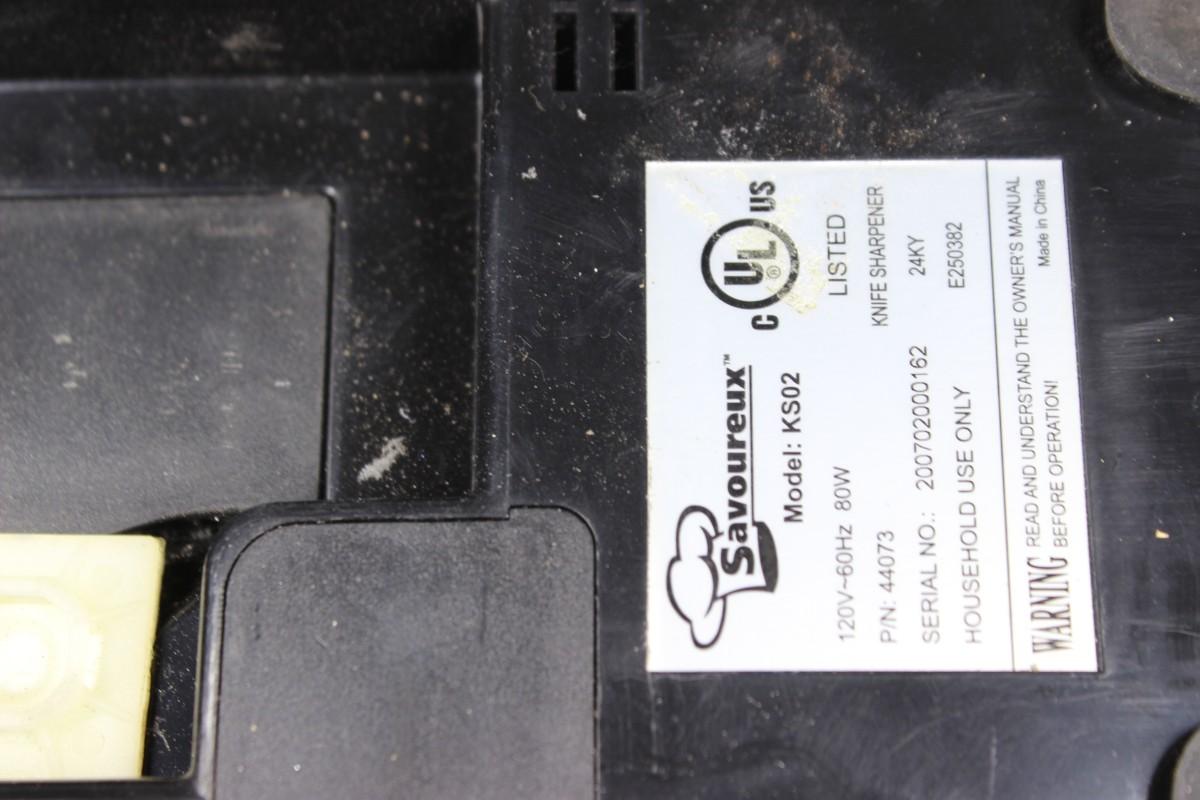 Savoureux™
Model: KS02
C UL® US
LISTED
120V~60Hz 80W
KNIFE SHARPENER
P/N: 44073
24KY
SERIAL NO.: 200702000162
E250382
HOUSEHOLD USE ONLY
WARNING READ AND UNDERSTAND THE OWNER'S MANUAL
BEFORE OPERATION!
Made in China